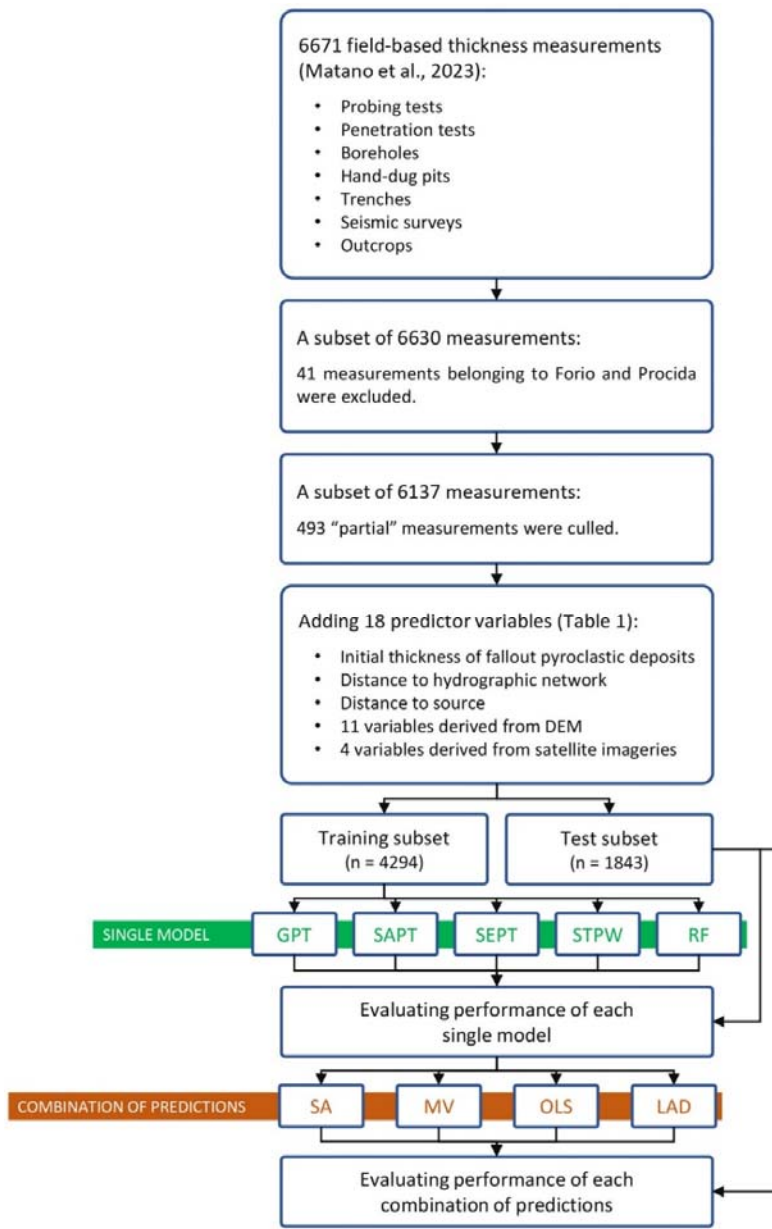 6671 field-based thickness measurements
(Matano et al., 2023):
• Probing tests
• Penetration tests
• Boreholes
• Hand-dug pits
• Trenches
• Seismic surveys
• Outcrops
A subset of 6630 measurements:
41 measurements belonging to Forio and Procida
were excluded.
A subset of 6137 measurements:
493 “partial” measurements were culled.
Adding 18 predictor variables (Table 1):
• Initial thickness of fallout pyroclastic deposits
• Distance to hydrographic network
• Distance to source
• 11 variables derived from DEM
• 4 variables derived from satellite imageries
Training subset
(n = 4294)
Test subset
(n = 1843)
SINGLE MODEL GPT SAPT SEPT STPW RF
Evaluating performance of each
single model
COMBINATION OF PREDICTIONS SA MV OLS LAD
Evaluating performance of each
combination of predictions